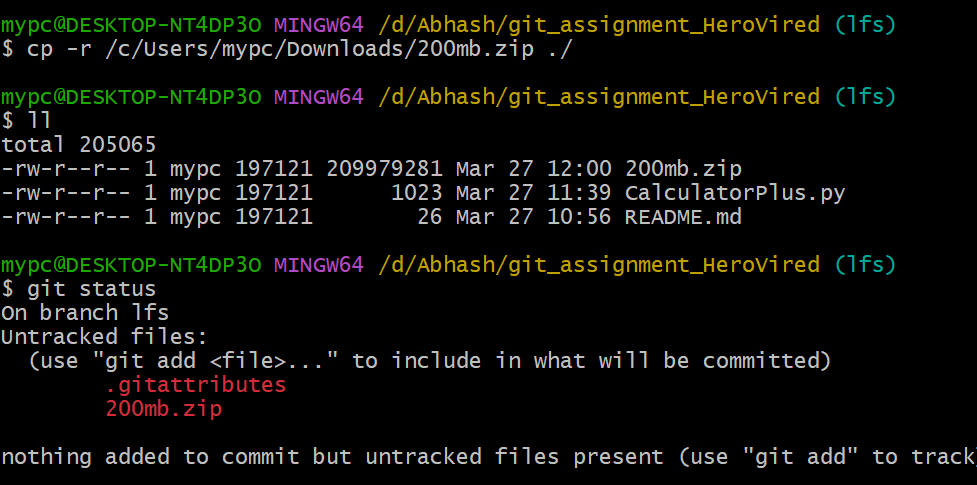 mypc@DESKTOP-NT4DP3O MINGW64 /d/Abhash/git_assignment_HeroVired (lfs)
$ cp -r /c/Users/mypc/Downloads/200mb.zip ./
mypc@DESKTOP-NT4DP3O MINGW64 /d/Abhash/git_assignment_HeroVired (lfs)
$ ll
total 205065
-rw-r--r-- 1 mypc 197121 209979281 Mar 27 12:00 200mb.zip
-rw-r--r-- 1 mypc 197121      1023 Mar 27 11:39 CalculatorPlus.py
-rw-r--r-- 1 mypc 197121        26 Mar 27 10:56 README.md
mypc@DESKTOP-NT4DP3O MINGW64 /d/Abhash/git_assignment_HeroVired (lfs)
$ git status
On branch lfs
Untracked files:
  (use "git add <file>..." to include in what will be committed)
        .gitattributes
        200mb.zip
nothing added to commit but untracked files present (use "git add" to track